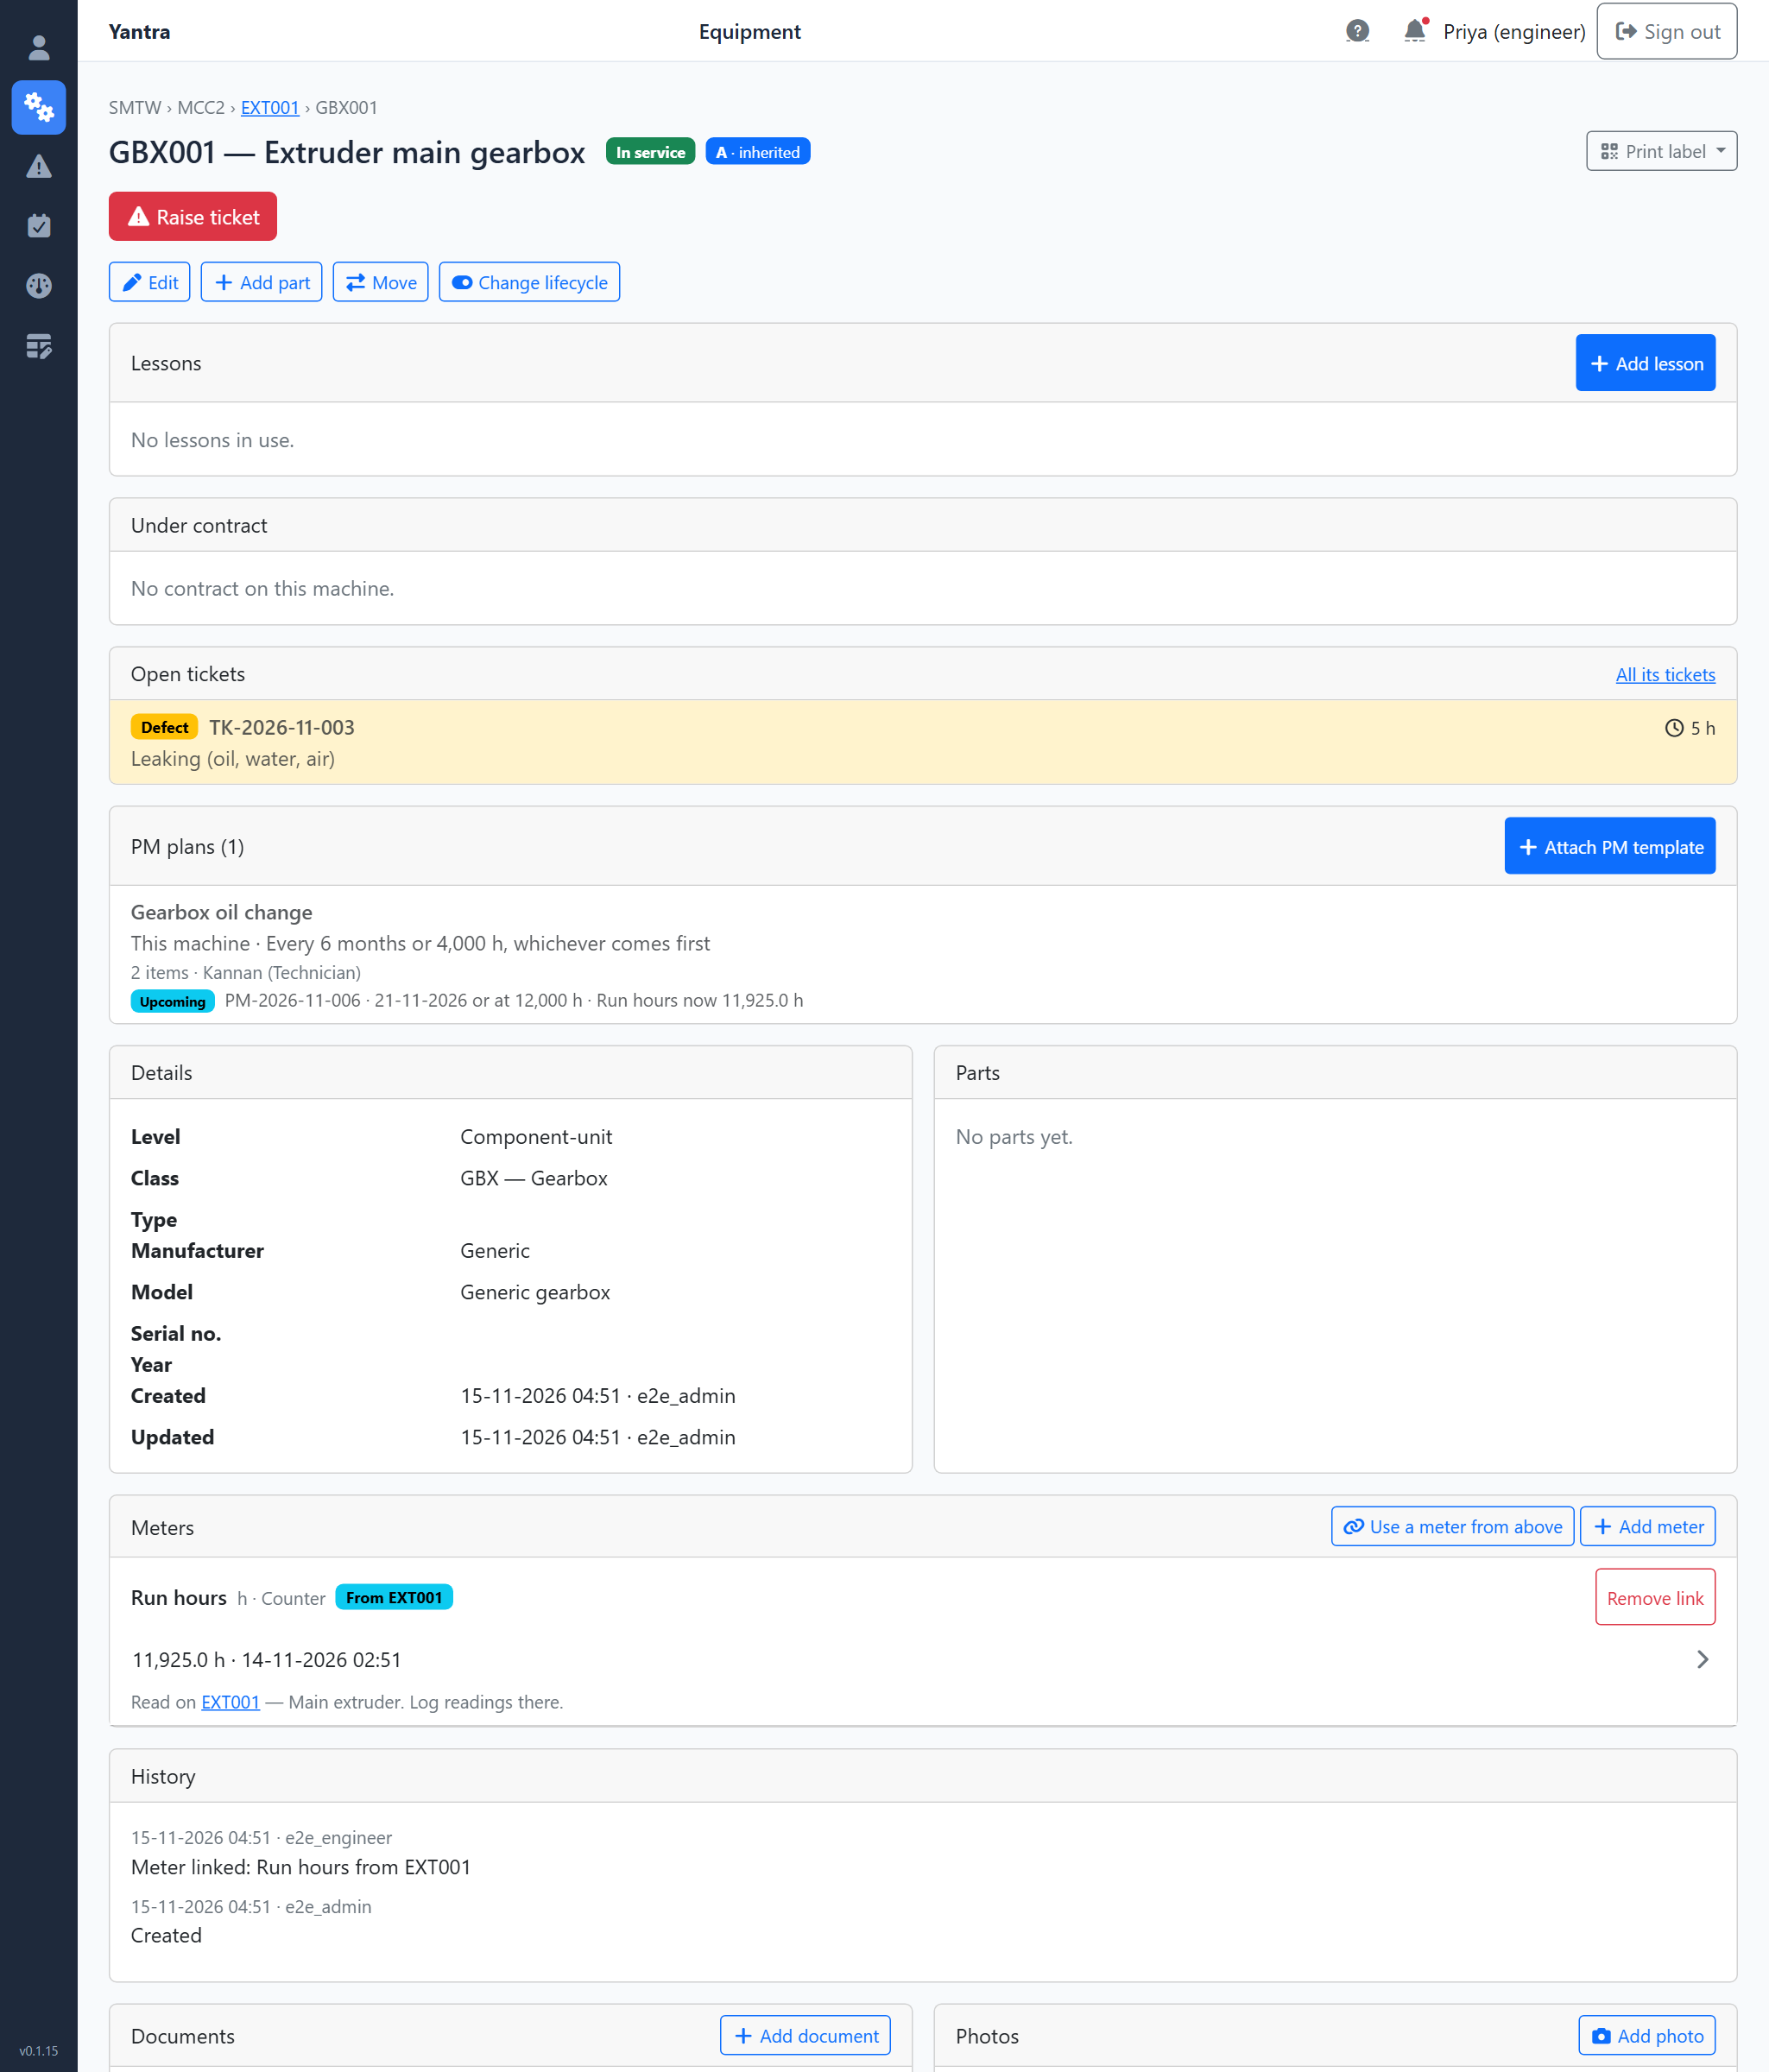 Yantra
Equipment
Priya (engineer)
Sign out
SMTW › MCC2 › EXT001 › GBX001
GBX001 — Extruder main gearbox
In service
A · inherited
Print label
Raise ticket
Edit
Add part
Move
Change lifecycle
Lessons
Add lesson
No lessons in use.
Under contract
No contract on this machine.
Open tickets
All its tickets
Defect TK-2026-11-003
5 h
Leaking (oil, water, air)
PM plans (1)
Attach PM template
Gearbox oil change
This machine · Every 6 months or 4,000 h, whichever comes first
2 items · Kannan (Technician)
Upcoming PM-2026-11-006 · 21-11-2026 or at 12,000 h · Run hours now 11,925.0 h
Details
Level Component-unit
Class GBX — Gearbox
Type
Manufacturer Generic
Model Generic gearbox
Serial no.
Year
Created 15-11-2026 04:51 · e2e_admin
Updated 15-11-2026 04:51 · e2e_admin
Parts
No parts yet.
Meters
Use a meter from above
Add meter
Run hours h · Counter From EXT001
Remove link
11,925.0 h · 14-11-2026 02:51
Read on EXT001 — Main extruder. Log readings there.
History
15-11-2026 04:51 · e2e_engineer
Meter linked: Run hours from EXT001
15-11-2026 04:51 · e2e_admin
Created
Documents
Add document
Photos
Add photo
v0.1.15